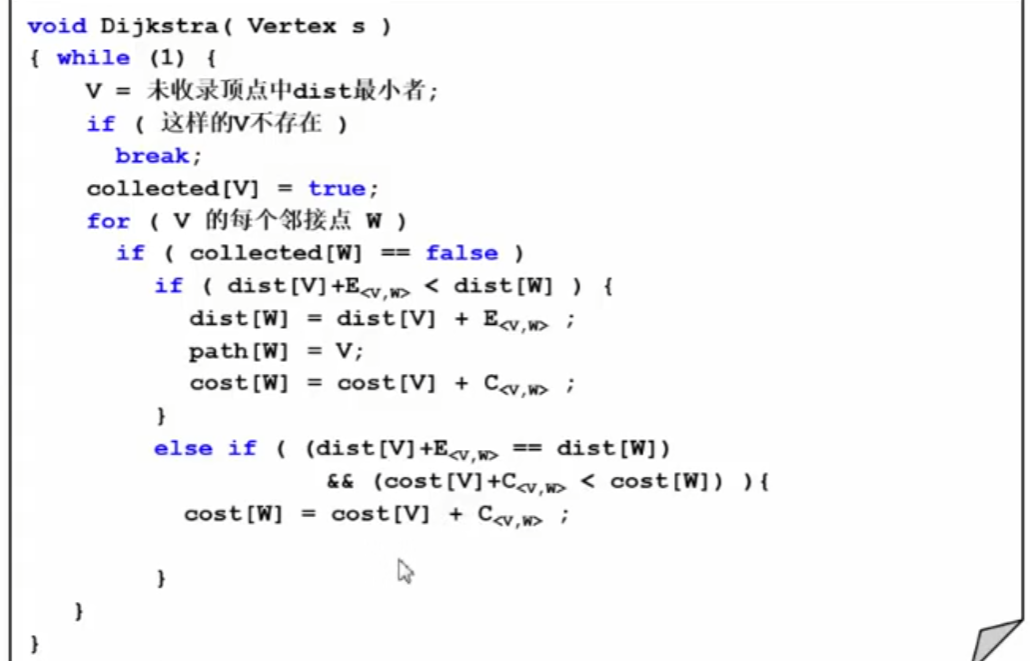 void Dijkstra( Vertex s )
{ while (1) {
V = 未收录顶点中dist最小者;
if ( 这样的V不存在 )
break;
collected[V] = true;
for ( V 的每个邻接点 W )
if ( collected[W] == false )
if ( dist[V]+E<V,W> < dist[W] ) {
dist[W] = dist[V] + E<V,W> ;
path[W] = V;
cost[W] = cost[V] + C<V,W> ;
}
else if ( (dist[V]+E<V,W> == dist[W])
&& (cost[V]+C<V,W> < cost[W]) ){
cost[W] = cost[V] + C<V,W> ;
}
}
}